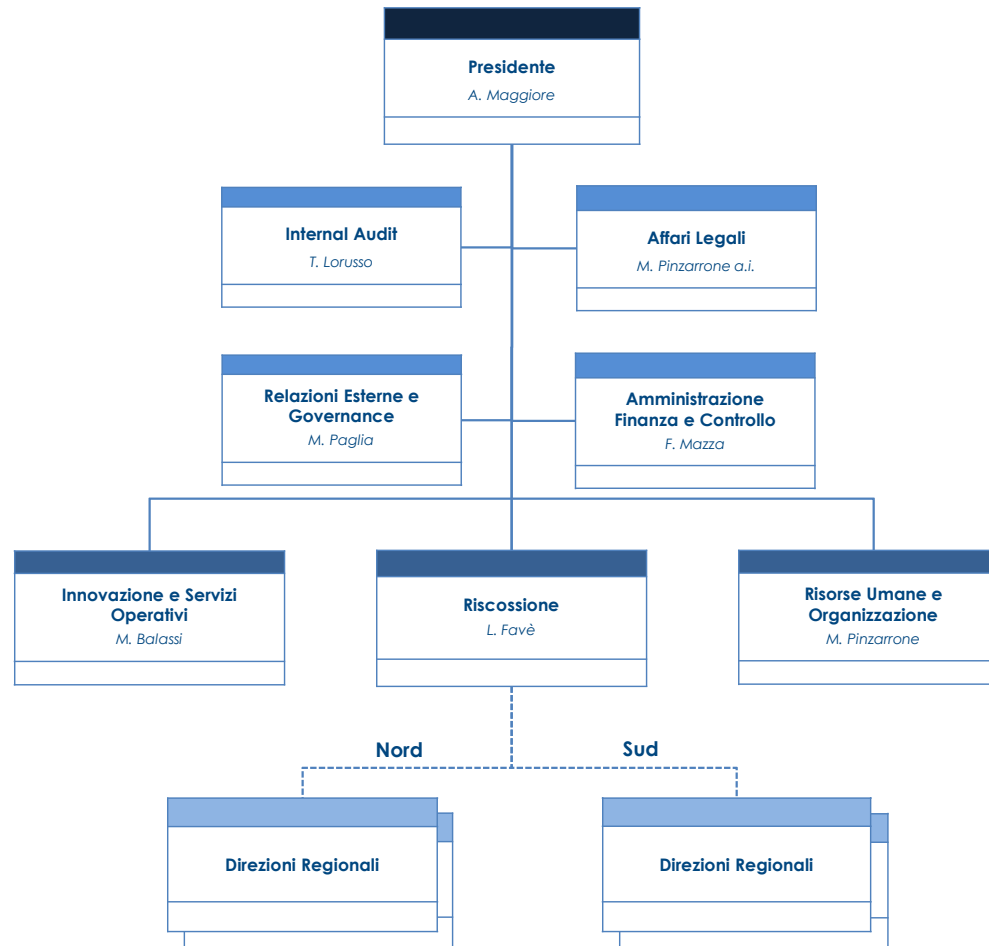 Presidente
A. Maggiore
Internal Audit
T. Lorusso
Affari Legali
M. Pinzarrone a.i.
Relazioni Esterne e
Governance
M. Paglia
Amministrazione
Finanza e Controllo
F. Mazza
Innovazione e Servizi
Operativi
M. Balassi
Riscossione
L. Favè
Risorse Umane e
Organizzazione
M. Pinzarrone
Nord
Sud
Direzioni Regionali
Direzioni Regionali